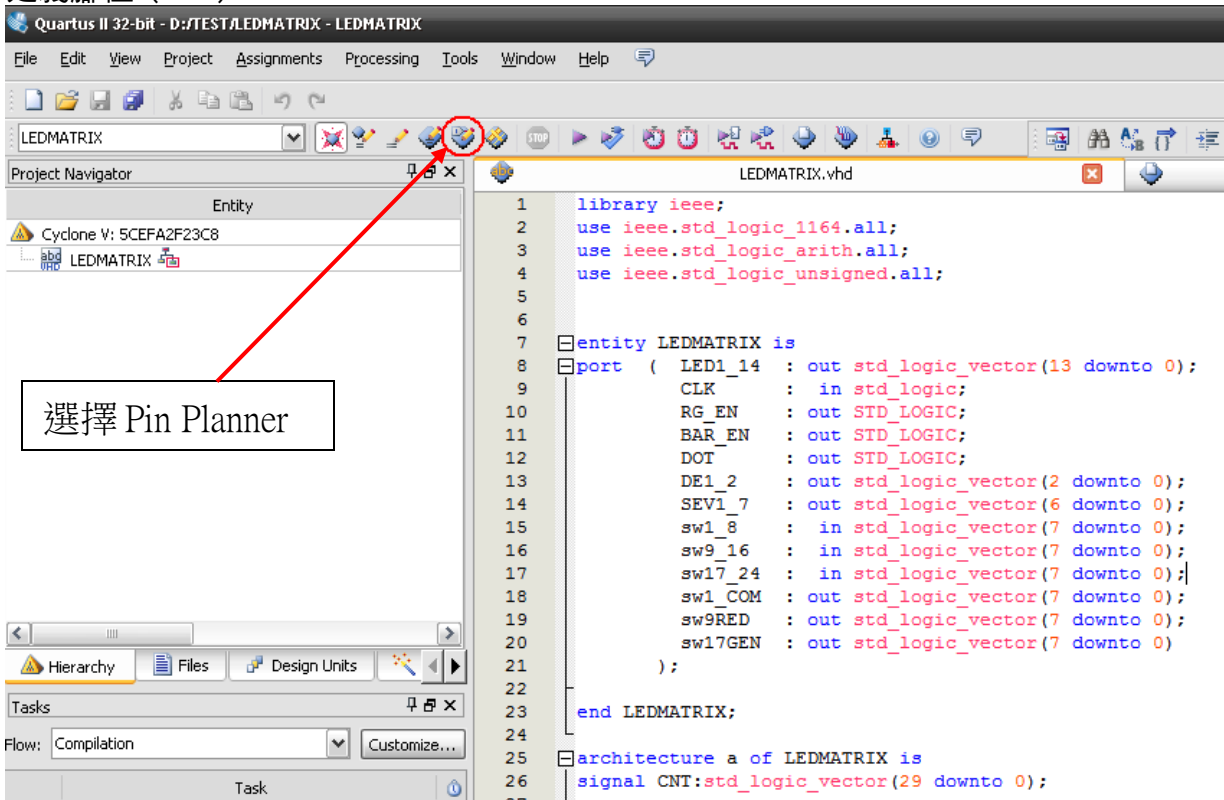 Quartus II 32-bit - D:/TEST/LEDMATRIX - LEDMATRIX
File Edit View Project Assignments Processing Tools Window Help
LEDMATRIX
STOP
Project Navigator
Entity
Cyclone V: 5CEFA2F23C8
abd
VHD
LEDMATRIX
Hierarchy Files Design Units
Tasks
Flow: Compilation Customize...
Task
選擇 Pin Planner
LEDMATRIX.vhd
1 library ieee;
2 use ieee.std_logic_1164.all;
3 use ieee.std_logic_arith.all;
4 use ieee.std_logic_unsigned.all;
5
6
7 entity LEDMATRIX is
8 port ( LED1_14 : out std_logic_vector(13 downto 0);
9 CLK : in std_logic;
10 RG_EN : out STD_LOGIC;
11 BAR_EN : out STD_LOGIC;
12 DOT : out STD_LOGIC;
13 DE1_2 : out std_logic_vector(2 downto 0);
14 SEV1_7 : out std_logic_vector(6 downto 0);
15 sw1_8 : in std_logic_vector(7 downto 0);
16 sw9_16 : in std_logic_vector(7 downto 0);
17 sw17_24 : in std_logic_vector(7 downto 0);
18 sw1_COM : out std_logic_vector(7 downto 0);
19 sw9RED : out std_logic_vector(7 downto 0);
20 sw17GEN : out std_logic_vector(7 downto 0)
21 );
22
23 end LEDMATRIX;
24
25 architecture a of LEDMATRIX is
26 signal CNT:std_logic_vector(29 downto 0);